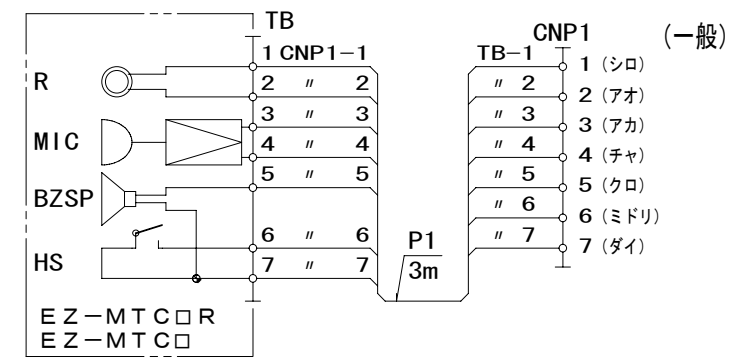 TB
CNP1 (一般)
1 CNP1-1 TB-1 1 (シロ)
R 2 〃 2 〃 2 2 (アオ)
3 〃 3 〃 3 3 (アカ)
MIC 4 〃 4 〃 4 4 (チャ)
5 〃 5 〃 5 5 (クロ)
BZSP 〃 6 6 (ミドリ)
6 〃 6 P1 〃 7 7 (ダイ)
HS 7 〃 7 3m
EZ-MTC□R
EZ-MTC□